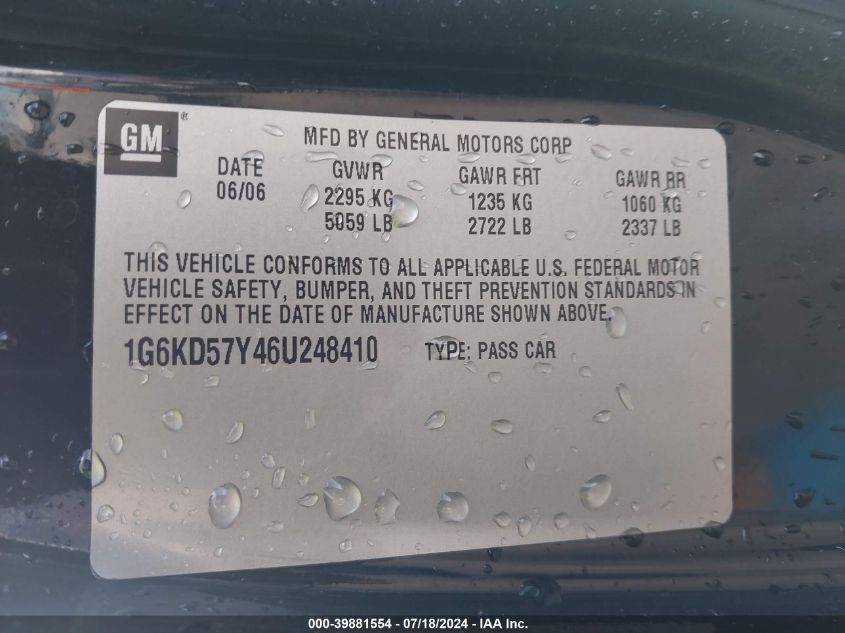 GM ®
MFD BY GENERAL MOTORS CORP
DATE GVWR GAWR FRT GAWR RR
06/06 2295 KG 1235 KG 1060 KG
5059 LB 2722 LB 2337 LB
THIS VEHICLE CONFORMS TO ALL APPLICABLE U.S. FEDERAL MOTOR
VEHICLE SAFETY, BUMPER, AND THEFT PREVENTION STANDARDS IN
EFFECT ON THE DATE OF MANUFACTURE SHOWN ABOVE.
1G6KD57Y46U248410 TYPE: PASS CAR
000-39881554 / 07/18/2024 - IAA Inc.